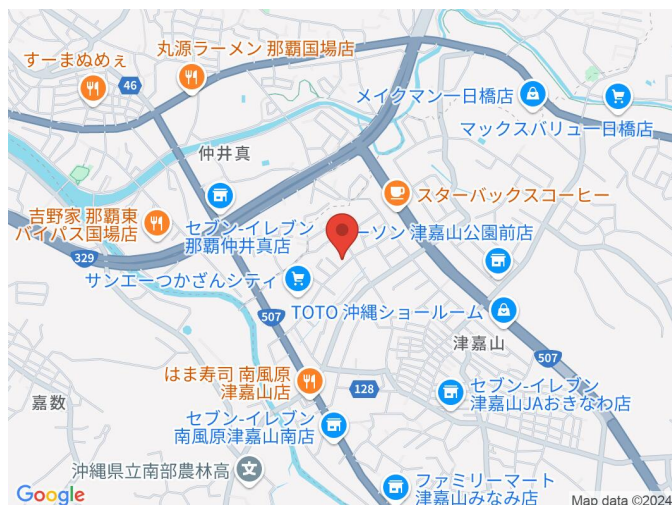 丸源ラーメン 那覇国場店
すーまぬめぇ
46
メイクマン一日橋店
マックスバリュー一日橋店
仲井真
スターバックスコーヒー
吉野家 那覇東
バイパス国場店
セブン-イレブン
那覇仲井真店
ーソン 津嘉山公園前店
329
サンエーつかざんシティ
TOTO 沖縄ショールーム
507
津嘉山
507
はま寿司 南風原
津嘉山店
128
嘉数
セブン-イレブン
津嘉山JAおきなわ店
セブン-イレブン
南風原津嘉山南店
沖縄県立南部農林高
ファミリーマート
津嘉山みなみ店
Google
Map data ©2024